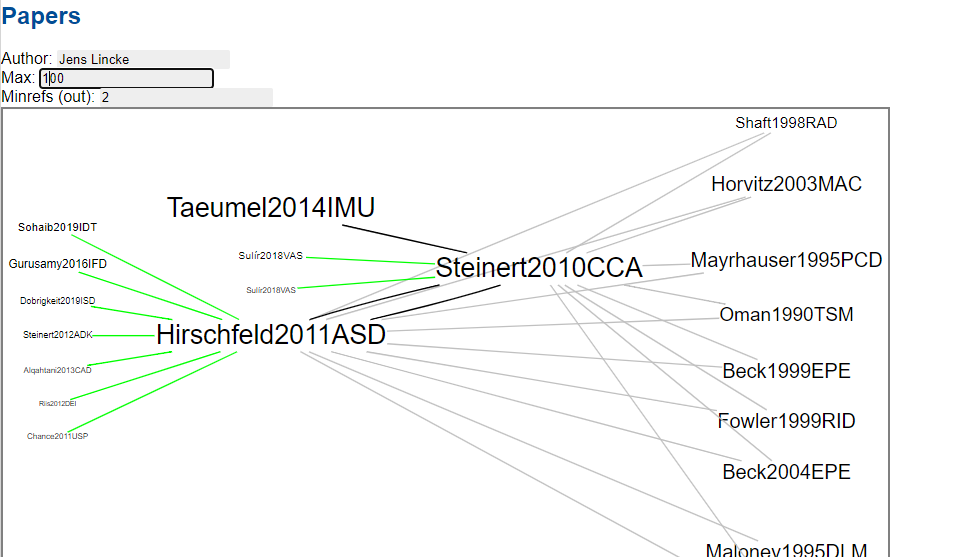 Papers
Author: Jens Lincke
Max: 100
Minrefs (out): 2
Shaft1998RAD
Horvitz2003MAC
Taeumel2014IMU
Sohaib2019IDT
Sulír2018VAS
Gurusamy2016IFD
Steinert2010CCA
Mayrhauser1995PCD
Sulír2018VAS
Dobrigkeit2019ISD
Oman1990TSM
Steinert2012ADK
Hirschfeld2011ASD
Alqahtani2013CAD
Beck1999EPE
Riis2012DEI
Fowler1999RID
Chance2011USP
Beck2004EPE
Maloney1995DLM